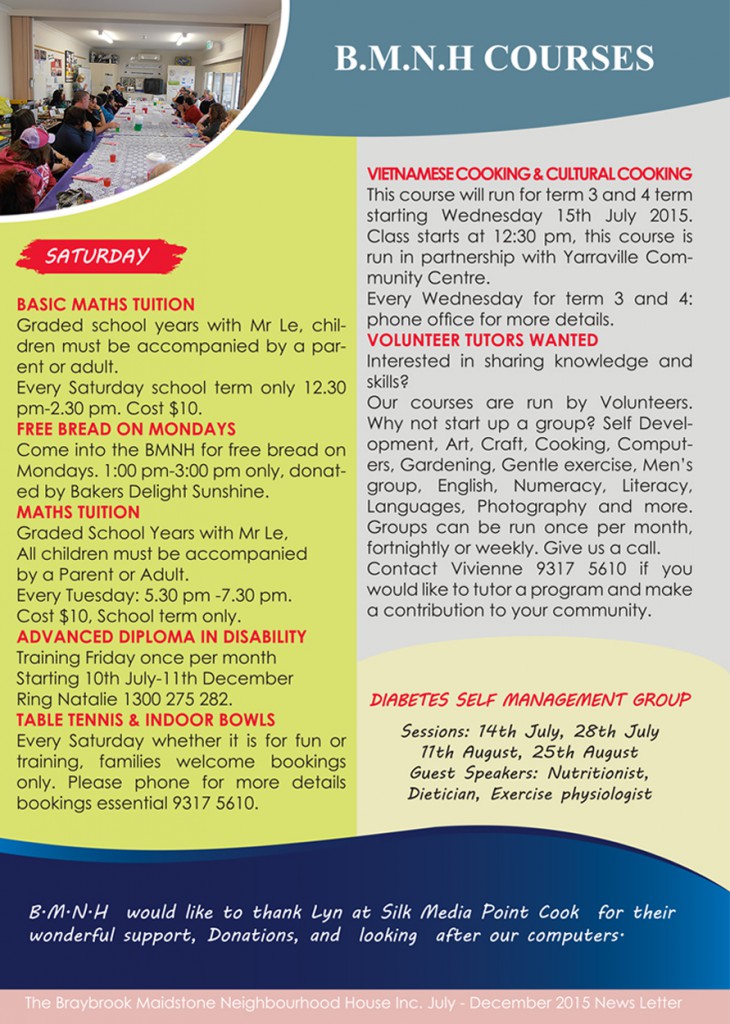 B.M.N.H COURSES
SATURDAY
BASIC MATHS TUITION
Graded school years with Mr Le, chil-
dren must be accompanied by a par-
ent or adult.
Every Saturday school term only 12.30
pm-2.30 pm. Cost $10.
FREE BREAD ON MONDAYS
Come into the BMNH for free bread on
Mondays. 1:00 pm-3:00 pm only, donat-
ed by Bakers Delight Sunshine.
MATHS TUITION
Graded School Years with Mr Le,
All children must be accompanied
by a Parent or Adult.
Every Tuesday: 5.30 pm -7.30 pm.
Cost $10, School term only.
ADVANCED DIPLOMA IN DISABILITY
Training Friday once per month
Starting 10th July-11th December
Ring Natalie 1300 275 282.
TABLE TENNIS & INDOOR BOWLS
Every Saturday whether it is for fun or
training, families welcome bookings
only. Please phone for more details
bookings essential 9317 5610.
VIETNAMESE COOKING & CULTURAL COOKING
This course will run for term 3 and 4 term
starting Wednesday 15th July 2015.
Class starts at 12:30 pm, this course is
run in partnership with Yarraville Com-
munity Centre.
Every Wednesday for term 3 and 4:
phone office for more details.
VOLUNTEER TUTORS WANTED
Interested in sharing knowledge and
skills?
Our courses are run by Volunteers.
Why not start up a group? Self Devel-
opment, Art, Craft, Cooking, Comput-
ers, Gardening, Gentle exercise, Men's
group, English, Numeracy, Literacy,
Languages, Photography and more.
Groups can be run once per month,
fortnightly or weekly. Give us a call.
Contact Vivienne 9317 5610 if you
would like to tutor a program and make
a contribution to your community.
DIABETES SELF MANAGEMENT GROUP
Sessions: 14th July, 28th July
11th August, 25th August
Guest Speakers: Nutritionist,
Dietician, Exercise physiologist
B.M.N.H would like to thank Lyn at Silk Media Point Cook for their
wonderful support, Donations, and looking after our computers.
The Braybrook Maidstone Neighbourhood House Inc. July - December 2015 News Letter